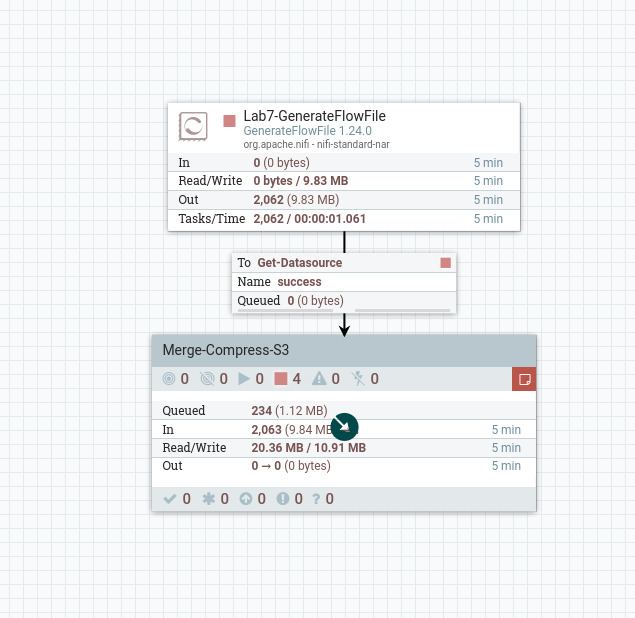 Lab7-GenerateFlowFile
GenerateFlowFile 1.24.0
org.apache.nifi - nifi-standard-nar
In 0 (0 bytes) 5 min
Read/Write 0 bytes / 9.83 MB 5 min
Out 2,062 (9.83 MB) 5 min
Tasks/Time 2,062 / 00:00:01.061 5 min
To Get-Datasource
Name success
Queued 0 (0 bytes)
Merge-Compress-S3
0 0 0 4 0 0
Queued 234 (1.12 MB)
In 2,063 (9.84 MB 5 min
Read/Write 20.36 MB / 10.91 MB 5 min
Out 0 → 0 (0 bytes) 5 min
0 0 0 0 ? 0